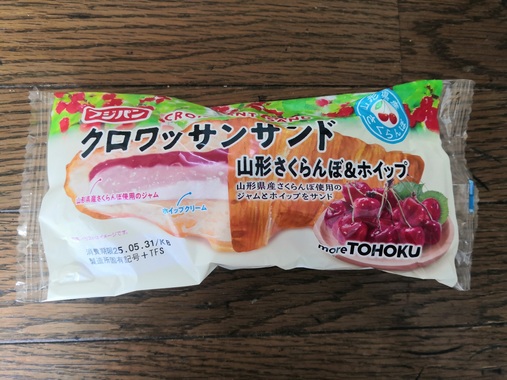 フジパン
CROISSANT SAND
クロワッサンサンド
山形さくらんぼ&ホイップ
山形県産さくらんぼ使用の
ジャムとホイップをサンド
山形県産さくらんぼ使用のジャム
ホイップクリーム
消費期限25.05.31/KB
製造所固有記号+TFS
moreTOHOKU